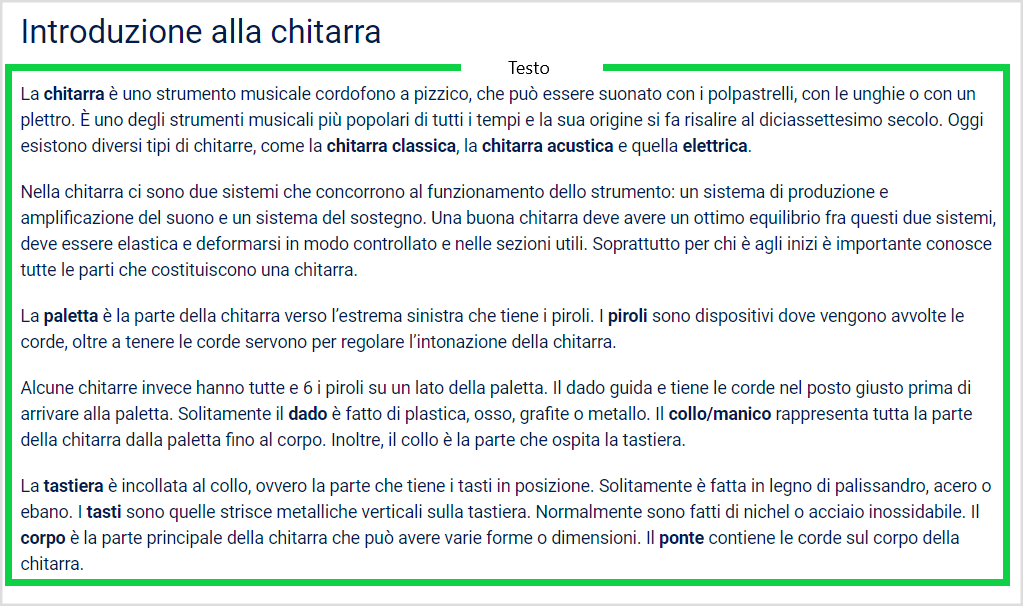 Introduzione alla chitarra
Testo
La chitarra è uno strumento musicale cordofono a pizzico, che può essere suonato con i polpastrelli, con le unghie o con un
plettro. È uno degli strumenti musicali più popolari di tutti i tempi e la sua origine si fa risalire al diciassettesimo secolo. Oggi
esistono diversi tipi di chitarre, come la chitarra classica, la chitarra acustica e quella elettrica.
Nella chitarra ci sono due sistemi che concorrono al funzionamento dello strumento: un sistema di produzione e
amplificazione del suono e un sistema del sostegno. Una buona chitarra deve avere un ottimo equilibrio fra questi due sistemi,
deve essere elastica e deformarsi in modo controllato e nelle sezioni utili. Soprattutto per chi è agli inizi è importante conosce
tutte le parti che costituiscono una chitarra.
La paletta è la parte della chitarra verso l’estrema sinistra che tiene i piroli. I piroli sono dispositivi dove vengono avvolte le
corde, oltre a tenere le corde servono per regolare l’intonazione della chitarra.
Alcune chitarre invece hanno tutte e 6 i piroli su un lato della paletta. Il dado guida e tiene le corde nel posto giusto prima di
arrivare alla paletta. Solitamente il dado è fatto di plastica, osso, grafite o metallo. Il collo/manico rappresenta tutta la parte
della chitarra dalla paletta fino al corpo. Inoltre, il collo è la parte che ospita la tastiera.
La tastiera è incollata al collo, ovvero la parte che tiene i tasti in posizione. Solitamente è fatta in legno di palissandro, acero o
ebano. I tasti sono quelle strisce metalliche verticali sulla tastiera. Normalmente sono fatti di nichel o acciaio inossidabile. Il
corpo è la parte principale della chitarra che può avere varie forme o dimensioni. Il ponte contiene le corde sul corpo della
chitarra.